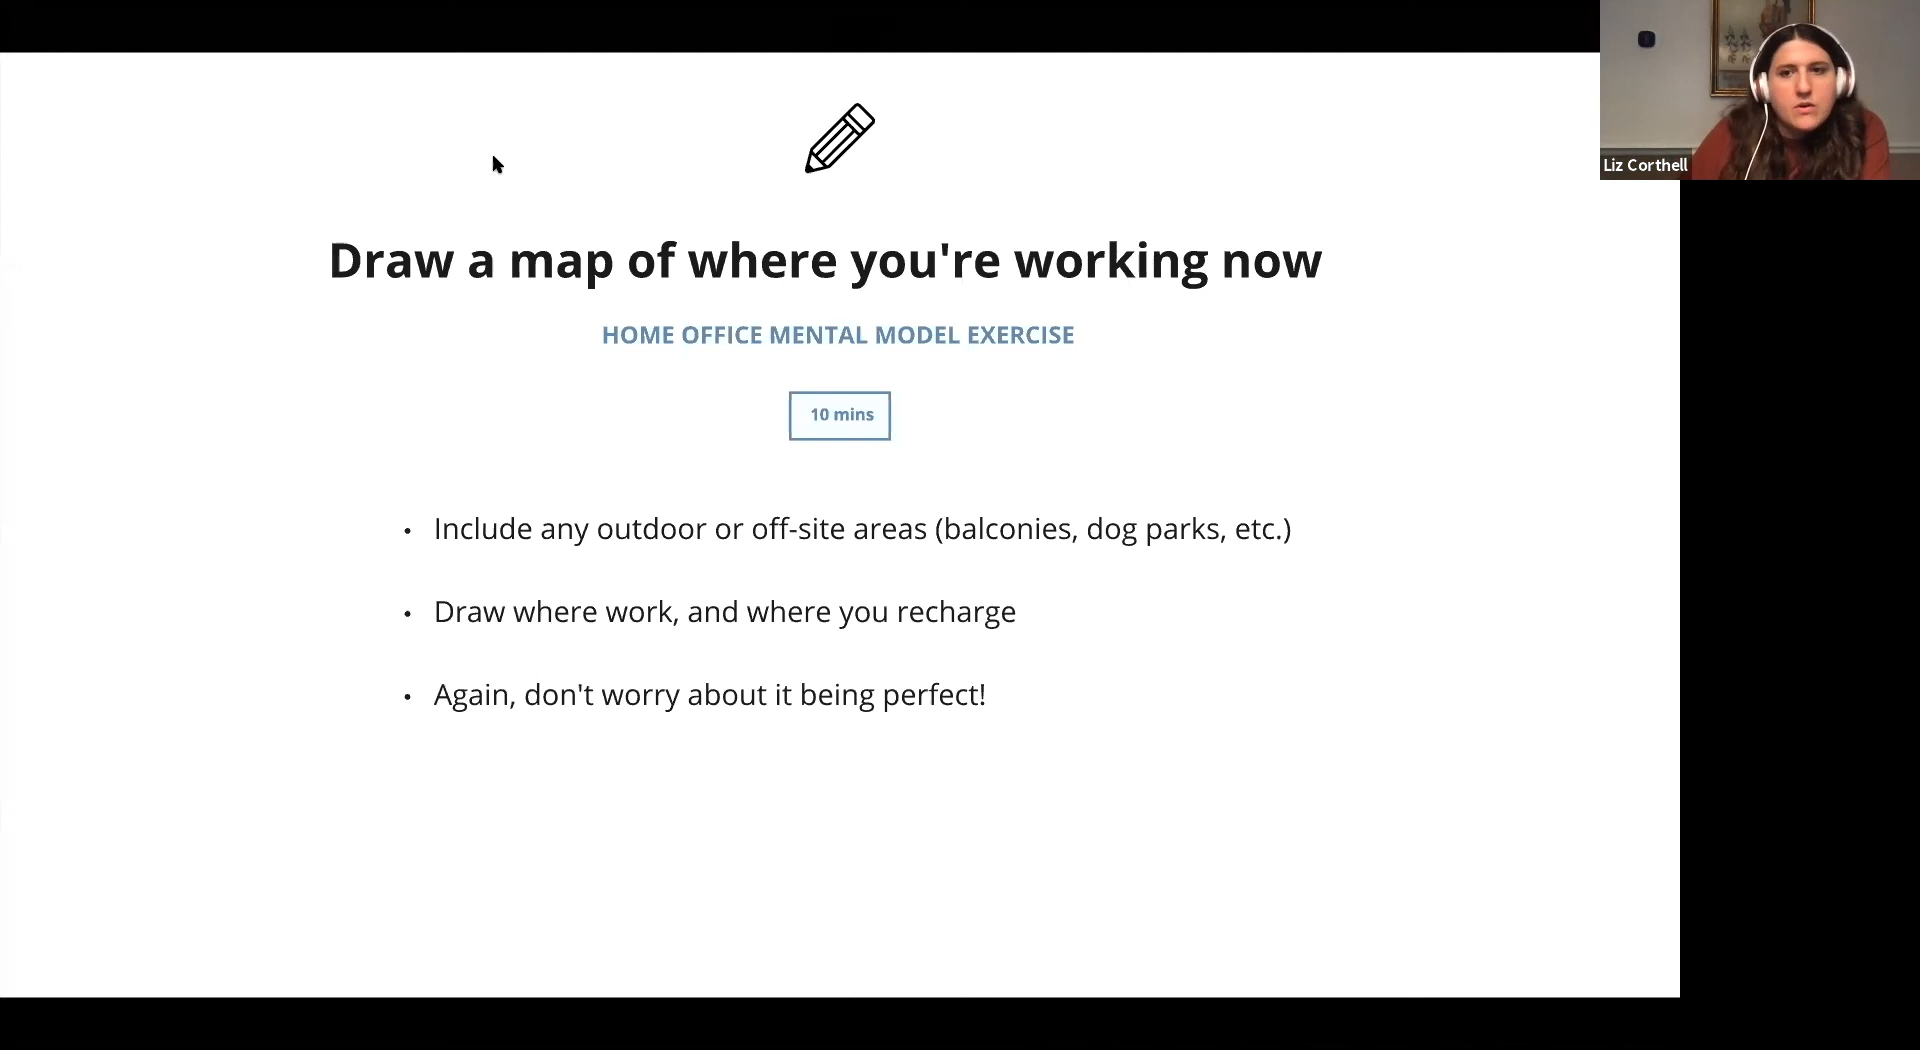 Liz Corthell
Draw a map of where you're working now
HOME OFFICE MENTAL MODEL EXERCISE
10 mins
• Include any outdoor or off-site areas (balconies, dog parks, etc.)
• Draw where work, and where you recharge
• Again, don't worry about it being perfect!